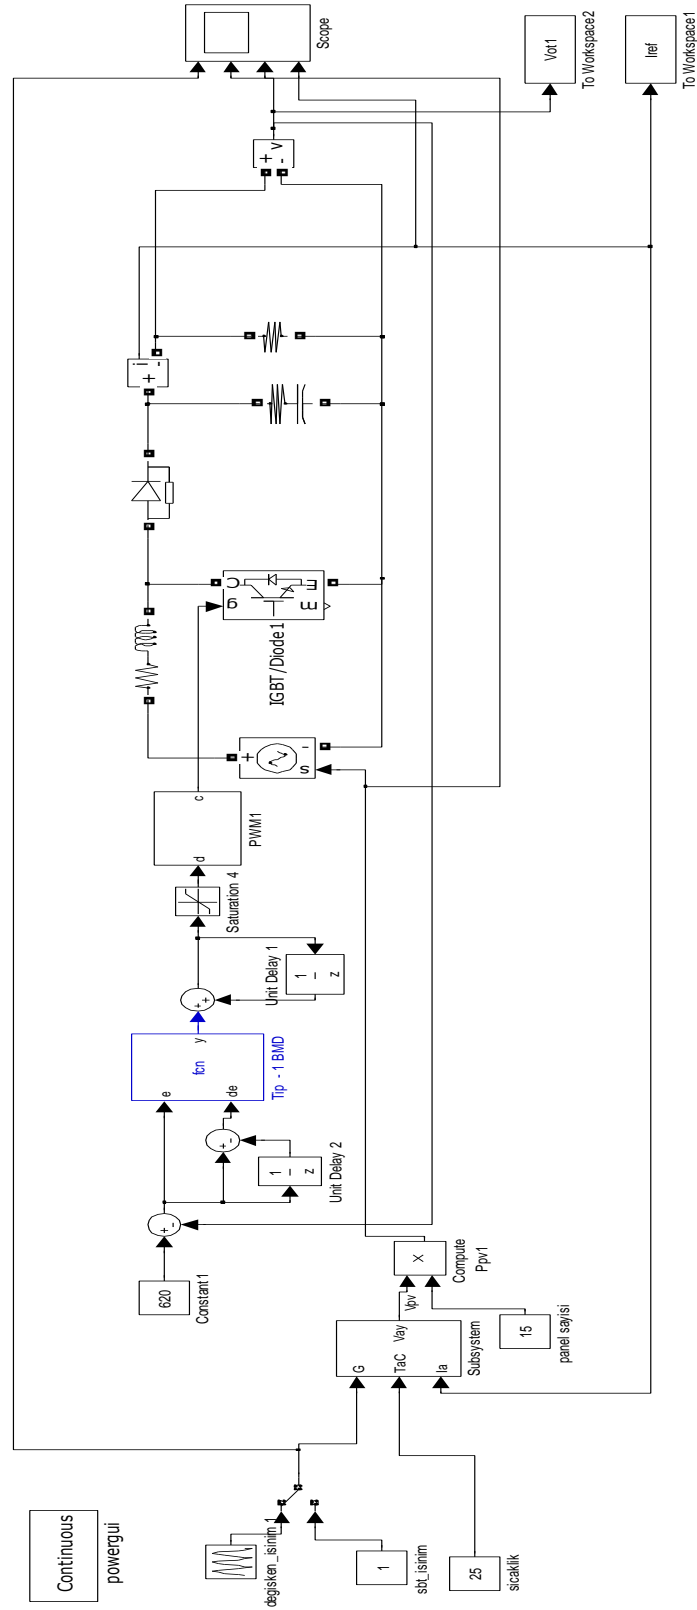 Continuous
powergui
degisken_isinim 1
1
sbt_isinim
25
sicaklik
G
TaC
Ia
Vay
Subsystem
Vpv
15
panel sayisi
X
Compute
Ppv1
620
Constant1
+
-
1
z
Unit Delay 2
+
-
e
de
fcn
y
Tip - 1 BMD
+
+
1
z
Unit Delay 1
Saturation 4
d
c
PWM1
s
+
-
g
C
m
E
IGBT/Diode1
+
i
-
+
-
v
Scope
Vot1
To Workspace2
Iref
To Workspace1